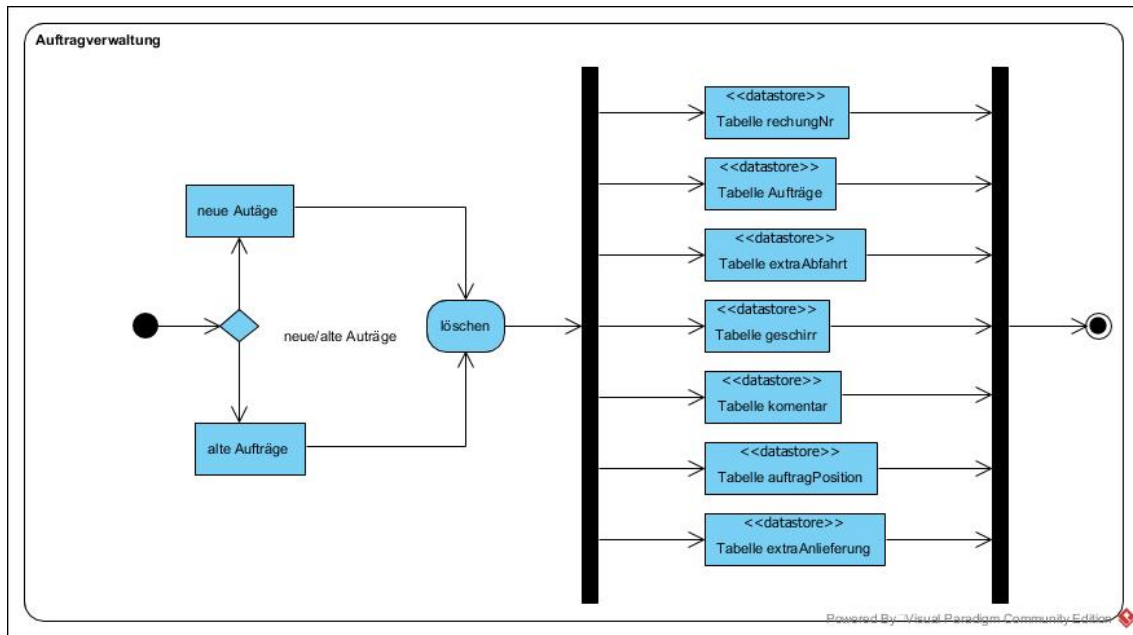 Auftragverwaltung
<<datastore>>
Tabelle rechungNr
<<datastore>>
Tabelle Aufträge
neue Autäge
<<datastore>>
Tabelle extraAbfahrt
neue/alte Auträge
löschen
<<datastore>>
Tabelle geschirr
<<datastore>>
Tabelle komentar
alte Aufträge
<<datastore>>
Tabelle auftragPosition
<<datastore>>
Tabelle extraAnlieferung
Powered By Visual Paradigm Community Edition